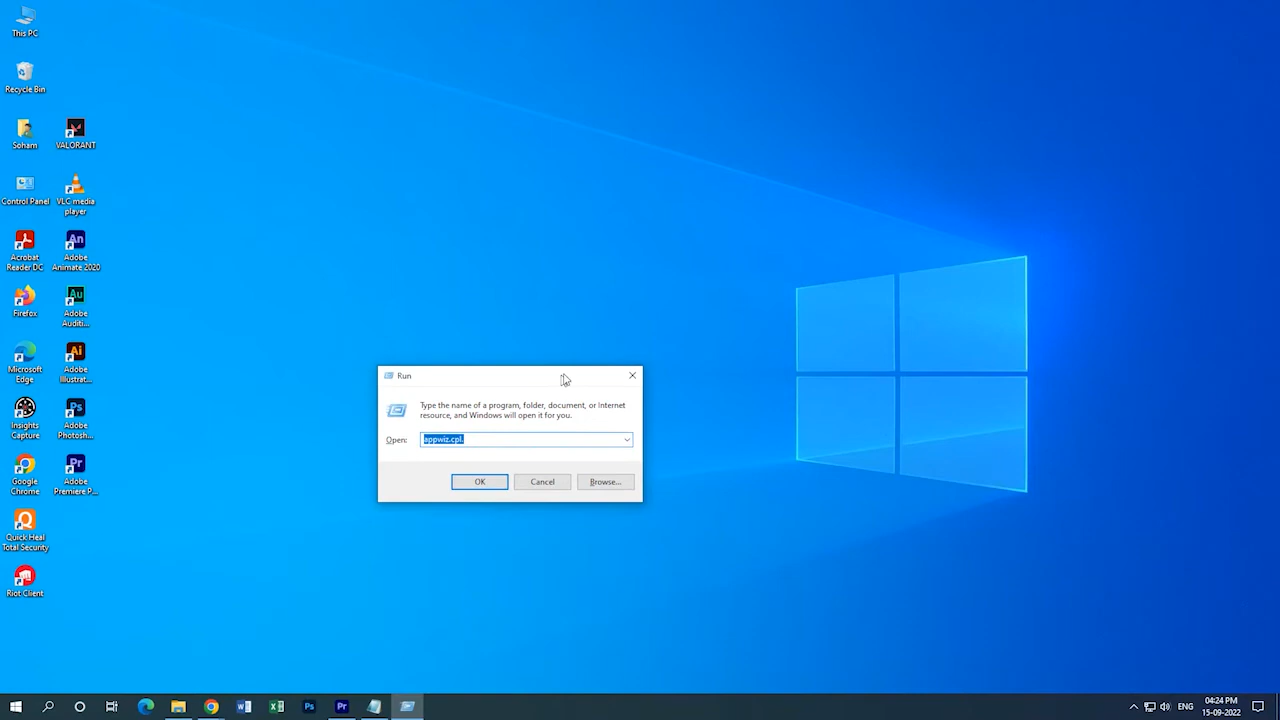 This PC
Recycle Bin
Soham
VALORANT
Control Panel
VLC media
player
Acrobat
Reader DC
Adobe
Animate 2020
Firefox
Adobe
Auditi...
Microsoft
Edge
Adobe
Illustrat...
Insights
Capture
Adobe
Photosh...
Google
Chrome
Adobe
Premiere P...
Quick Heal
Total Security
Riot Client
Run
Type the name of a program, folder, document, or Internet
resource, and Windows will open it for you.
Open: appwiz.cpl.
OK Cancel Browse...
ENG
04:24 PM
15-09-2022